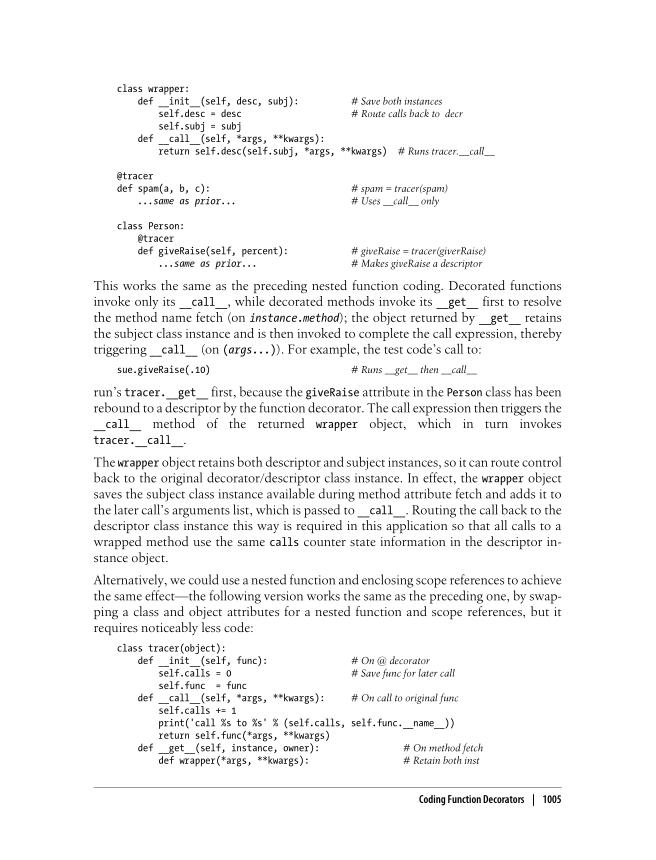 class wrapper:
    def __init__(self, desc, subj): # Save both instances
        self.desc = desc # Route calls back to decr
        self.subj = subj
    def __call__(self, *args, **kwargs):
        return self.desc(self.subj, *args, **kwargs) # Runs tracer.__call__
@tracer
def spam(a, b, c): # spam = tracer(spam)
    ...same as prior... # Uses __call__ only
class Person:
    @tracer
    def giveRaise(self, percent): # giveRaise = tracer(giverRaise)
        ...same as prior... # Makes giveRaise a descriptor
This works the same as the preceding nested function coding. Decorated functions
invoke only its __call__, while decorated methods invoke its __get__ first to resolve
the method name fetch (on instance.method); the object returned by __get__ retains
the subject class instance and is then invoked to complete the call expression, thereby
triggering __call__ (on (args...)). For example, the test code's call to:
sue.giveRaise(.10) # Runs __get__ then __call__
run's tracer.__get__ first, because the giveRaise attribute in the Person class has been
rebound to a descriptor by the function decorator. The call expression then triggers the
__call__ method of the returned wrapper object, which in turn invokes
tracer.__call__.
The wrapper object retains both descriptor and subject instances, so it can route control
back to the original decorator/descriptor class instance. In effect, the wrapper object
saves the subject class instance available during method attribute fetch and adds it to
the later call's arguments list, which is passed to __call__. Routing the call back to the
descriptor class instance this way is required in this application so that all calls to a
wrapped method use the same calls counter state information in the descriptor in-
stance object.
Alternatively, we could use a nested function and enclosing scope references to achieve
the same effect—the following version works the same as the preceding one, by swap-
ping a class and object attributes for a nested function and scope references, but it
requires noticeably less code:
class tracer(object):
    def __init__(self, func): # On @ decorator
        self.calls = 0 # Save func for later call
        self.func = func
    def __call__(self, *args, **kwargs): # On call to original func
        self.calls += 1
        print('call %s to %s' % (self.calls, self.func.__name__))
        return self.func(*args, **kwargs)
    def __get__(self, instance, owner): # On method fetch
        def wrapper(*args, **kwargs): # Retain both inst
Coding Function Decorators | 1005